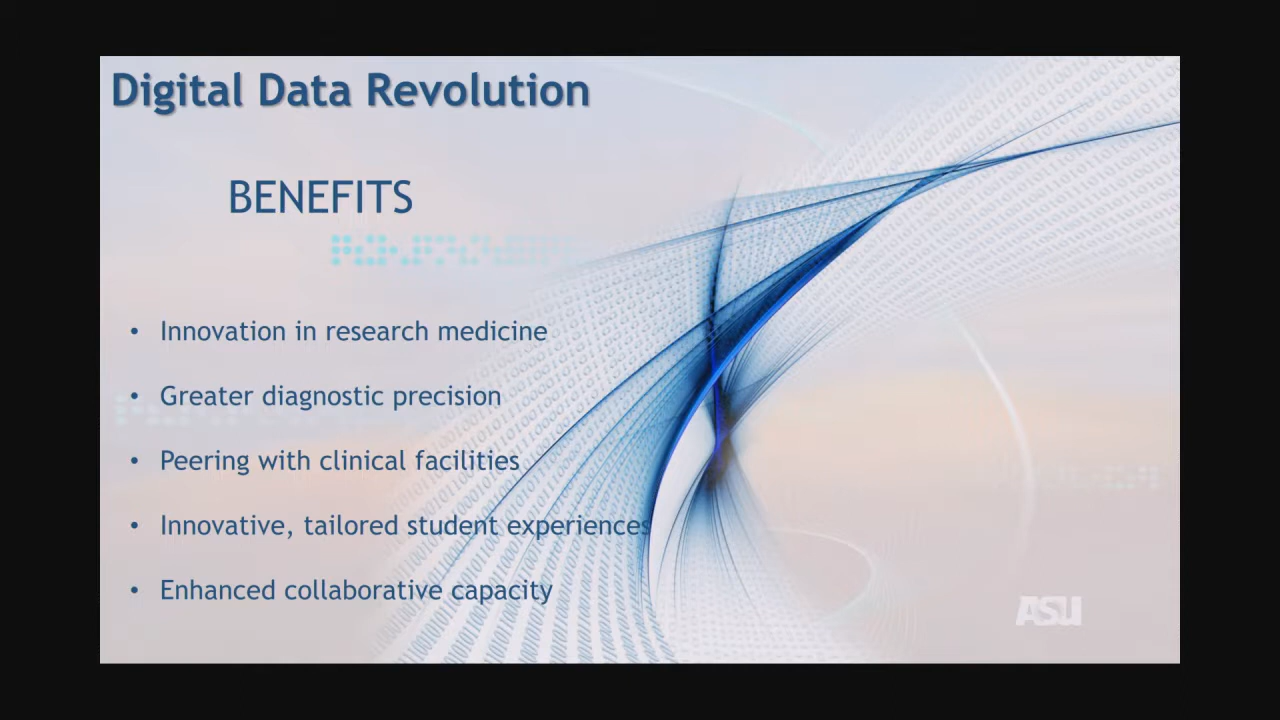 Digital Data Revolution
BENEFITS
• Innovation in research medicine
• Greater diagnostic precision
• Peering with clinical facilities
• Innovative, tailored student experiences
• Enhanced collaborative capacity
ASU